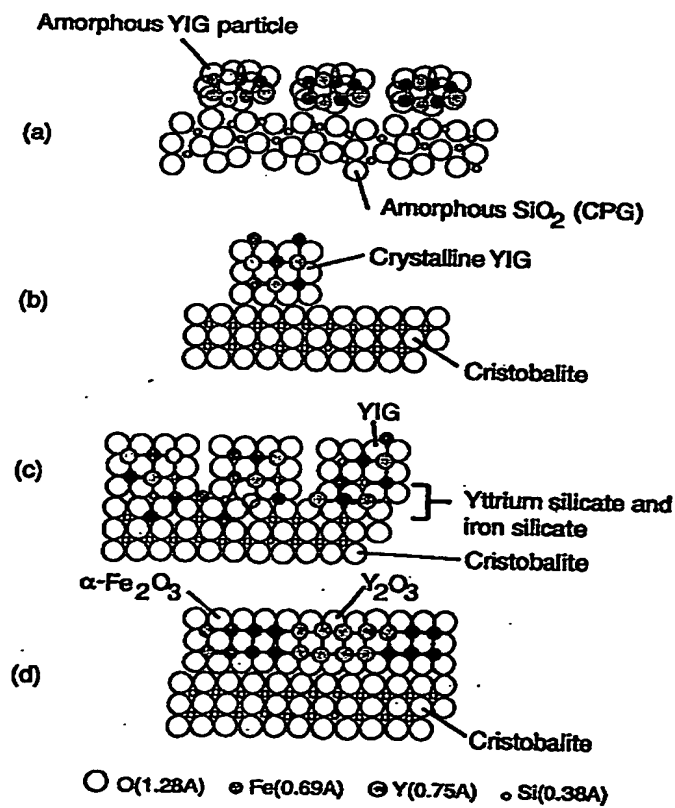 Amorphous YIG particle
(a)
Amorphous SiO₂ (CPG)
(b)
Crystalline YIG
Cristobalite
YIG
(c)
Yttrium silicate and
iron silicate
Cristobalite
α-Fe₂O₃ Y₂O₃
(d)
Cristobalite
O(1.28A) Fe(0.69A) Y(0.75A) Si(0.38A)